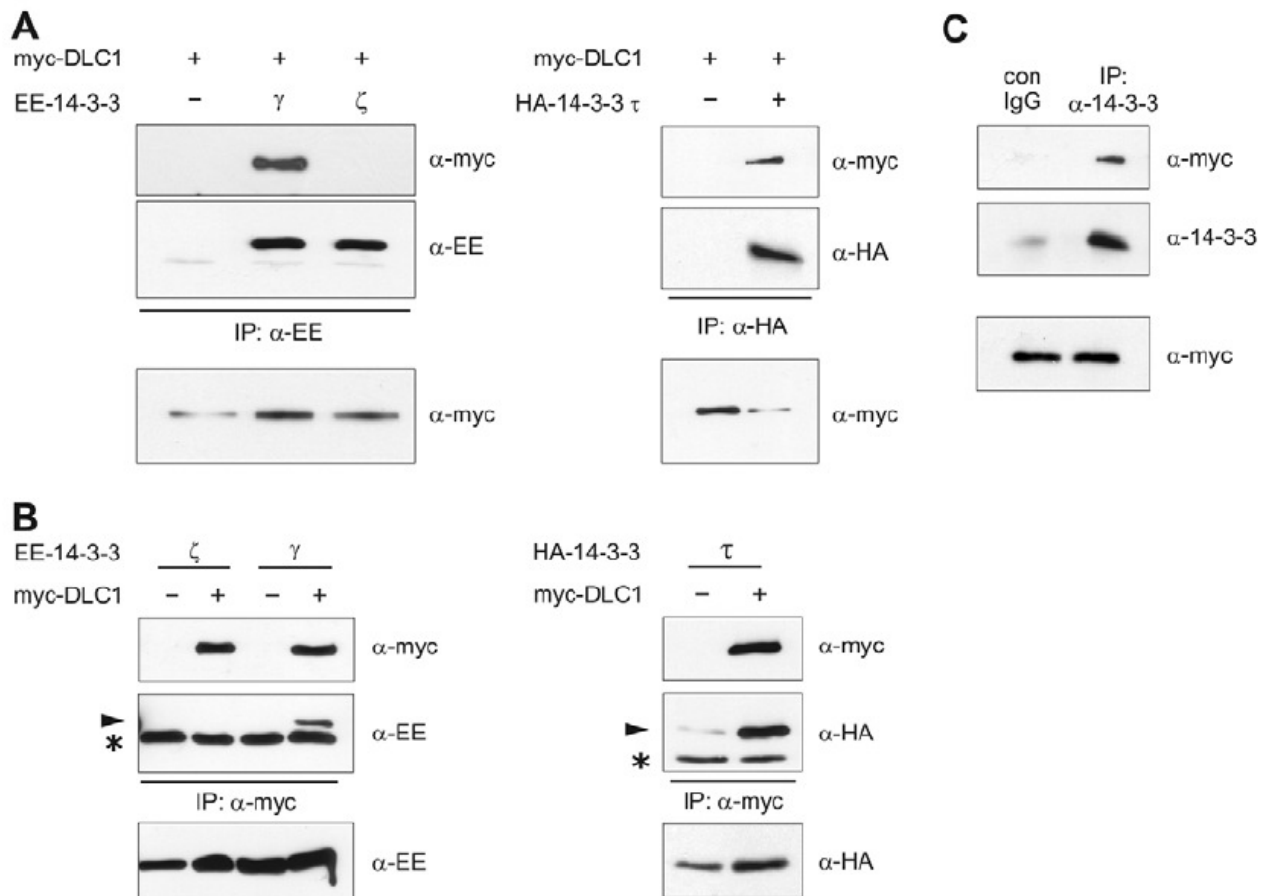 A
myc-DLC1 + + +
EE-14-3-3 – γ ζ
α-myc
α-EE
IP: α-EE
α-myc
myc-DLC1 + +
HA-14-3-3 τ – +
α-myc
α-HA
IP: α-HA
α-myc
C
con IgG
IP: α-14-3-3
α-myc
α-14-3-3
α-myc
B
EE-14-3-3 ζ γ
myc-DLC1 – + – +
α-myc
* α-EE
IP: α-myc
α-EE
HA-14-3-3 τ
myc-DLC1 – +
α-myc
α-HA
*
IP: α-myc
α-HA